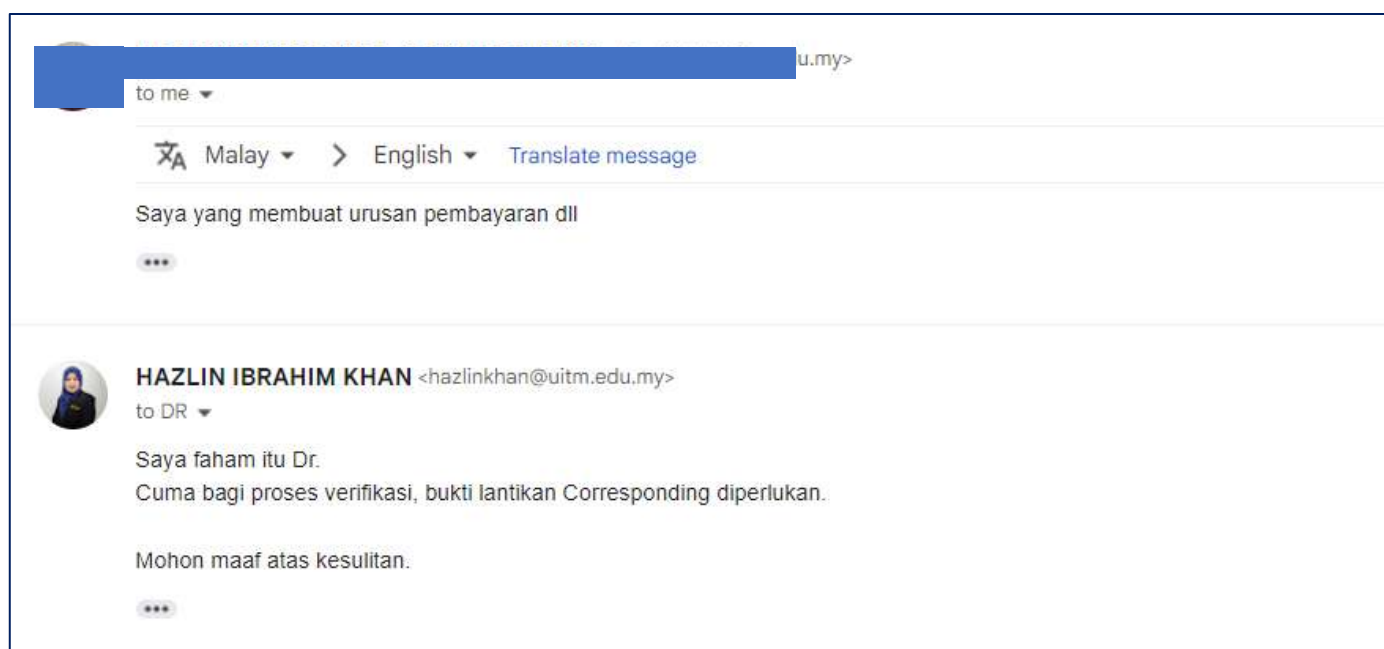 u.my>
to me
Malay > English Translate message
Saya yang membuat urusan pembayaran dll
HAZLIN IBRAHIM KHAN <hazlinkhan@uitm.edu.my>
to DR
Saya faham itu Dr.
Cuma bagi proses verifikasi, bukti lantikan Corresponding diperlukan.
Mohon maaf atas kesulitan.